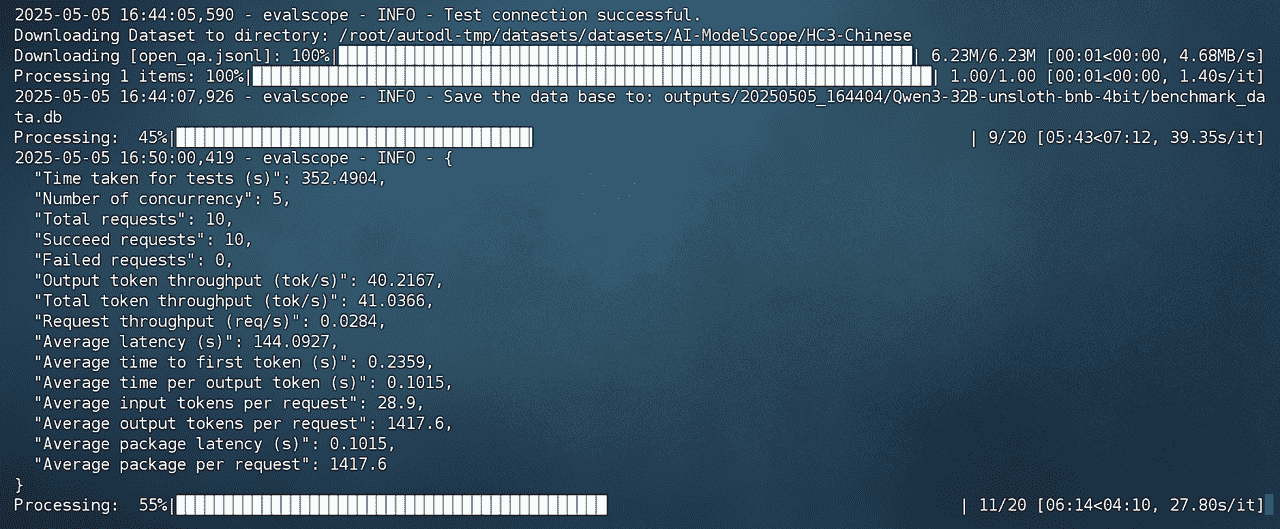 2025-05-05 16:44:05,590 - evalscope - INFO - Test connection successful.
Downloading Dataset to directory: /root/autodl-tmp/datasets/datasets/AI-ModelScope/HC3-Chinese
Downloading [open_qa.jsonl]: 100%| | 6.23M/6.23M [00:01<00:00, 4.68MB/s]
Processing 1 items: 100%| | 1.00/1.00 [00:01<00:00, 1.40s/it]
2025-05-05 16:44:07,926 - evalscope - INFO - Save the data base to: outputs/20250505_164404/Qwen3-32B-unsloth-bnb-4bit/benchmark_da
ta.db
Processing:  45%| | 9/20 [05:43<07:12, 39.35s/it]
2025-05-05 16:50:00,419 - evalscope - INFO - {
  "Time taken for tests (s)": 352.4904,
  "Number of concurrency": 5,
  "Total requests": 10,
  "Succeed requests": 10,
  "Failed requests": 0,
  "Output token throughput (tok/s)": 40.2167,
  "Total token throughput (tok/s)": 41.0366,
  "Request throughput (req/s)": 0.0284,
  "Average latency (s)": 144.0927,
  "Average time to first token (s)": 0.2359,
  "Average time per output token (s)": 0.1015,
  "Average input tokens per request": 28.9,
  "Average output tokens per request": 1417.6,
  "Average package latency (s)": 0.1015,
  "Average package per request": 1417.6
}
Processing:  55%| | 11/20 [06:14<04:10, 27.80s/it]